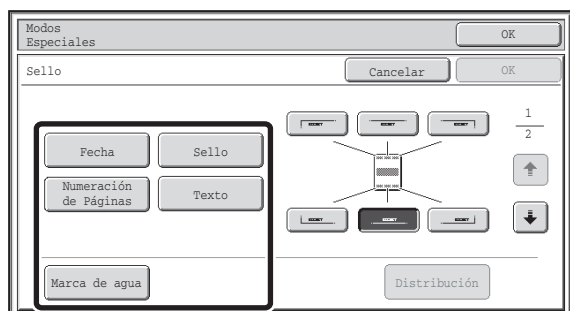 Modos
Especiales
OK
Sello
Cancelar
OK
Fecha
Sello
Numeración
de Páginas
Texto
Marca de agua
1
2
Distribución